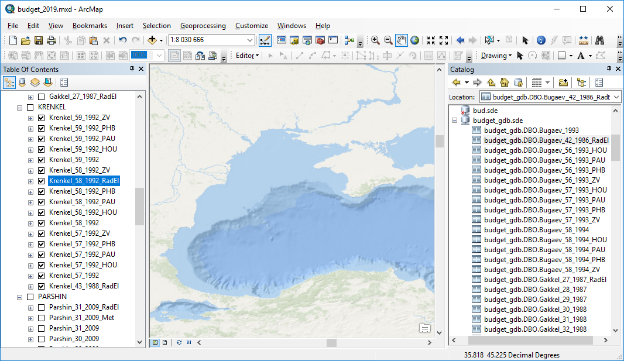 budget_2019.mxd - ArcMap
File Edit View Bookmarks Insert Selection Geoprocessing Customize Windows Help
1:8 030 666
Editor
Drawing
Table Of Contents
Gakkel_27_1987_RadEl
KRENKEL
Krenkel_59_1992_ZV
Krenkel_59_1992_PHB
Krenkel_59_1992_PAU
Krenkel_59_1992_HOU
Krenkel_59_1992
Krenkel_58_1992_ZV
Krenkel_58_1992_RadEl
Krenkel_58_1992_PHB
Krenkel_58_1992_PAU
Krenkel_58_1992_HOU
Krenkel_58_1992
Krenkel_57_1992_ZV
Krenkel_57_1992_PHB
Krenkel_57_1992_PAU
Krenkel_57_1992_HOU
Krenkel_57_1992
Krenkel_43_1988_RadEl
PARSHIN
Parshin_31_2009_RadEl
Parshin_31_2009_Met
Parshin_31_2009
Parshin_30_2009
Catalog
Location: budget_gdb.DBO.Bugaev_42_1986_RadE
bud.sde
budget_gdb.sde
budget_gdb.DBO.Bugaev_1993
budget_gdb.DBO.Bugaev_42_1986_RadEl
budget_gdb.DBO.Bugaev_56_1993_HOU
budget_gdb.DBO.Bugaev_56_1993_PAU
budget_gdb.DBO.Bugaev_56_1993_PHB
budget_gdb.DBO.Bugaev_56_1993_ZV
budget_gdb.DBO.Bugaev_57_1993_HOU
budget_gdb.DBO.Bugaev_57_1993_PAU
budget_gdb.DBO.Bugaev_57_1993_PHB
budget_gdb.DBO.Bugaev_57_1993_ZV
budget_gdb.DBO.Bugaev_58_1994
budget_gdb.DBO.Bugaev_58_1994_HOU
budget_gdb.DBO.Bugaev_58_1994_PAU
budget_gdb.DBO.Bugaev_58_1994_PHB
budget_gdb.DBO.Bugaev_58_1994_ZV
budget_gdb.DBO.Gakkel_27_1987_RadEl
budget_gdb.DBO.Gakkel_28_1987
budget_gdb.DBO.Gakkel_29_1987
budget_gdb.DBO.Gakkel_30_1988
budget_gdb.DBO.Gakkel_31_1988
budget_gdb.DBO.Gakkel_32_1988
35.818 45.225 Decimal Degrees